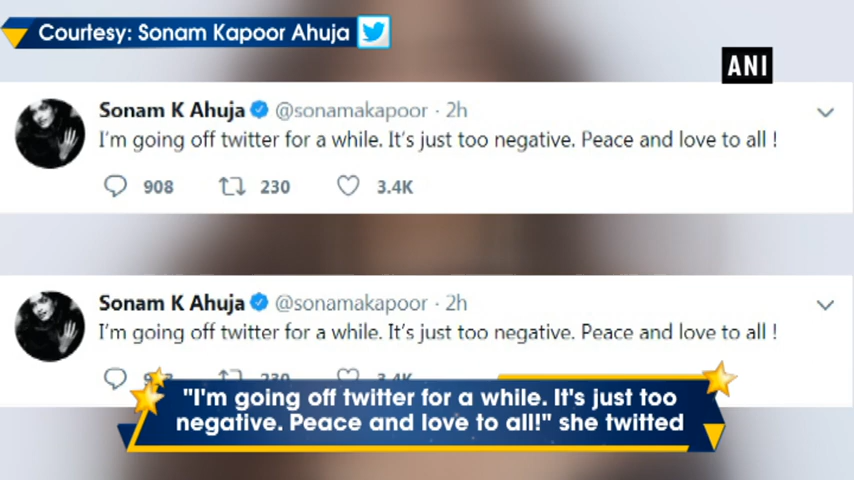 Courtesy: Sonam Kapoor Ahuja
ANI
Sonam K Ahuja @sonamakapoor · 2h
I'm going off twitter for a while. It's just too negative. Peace and love to all !
908 230 3.4K
Sonam K Ahuja @sonamakapoor · 2h
I'm going off twitter for a while. It's just too negative. Peace and love to all !
230 3.4K
"I'm going off twitter for a while. It's just too
negative. Peace and love to all!" she twitted